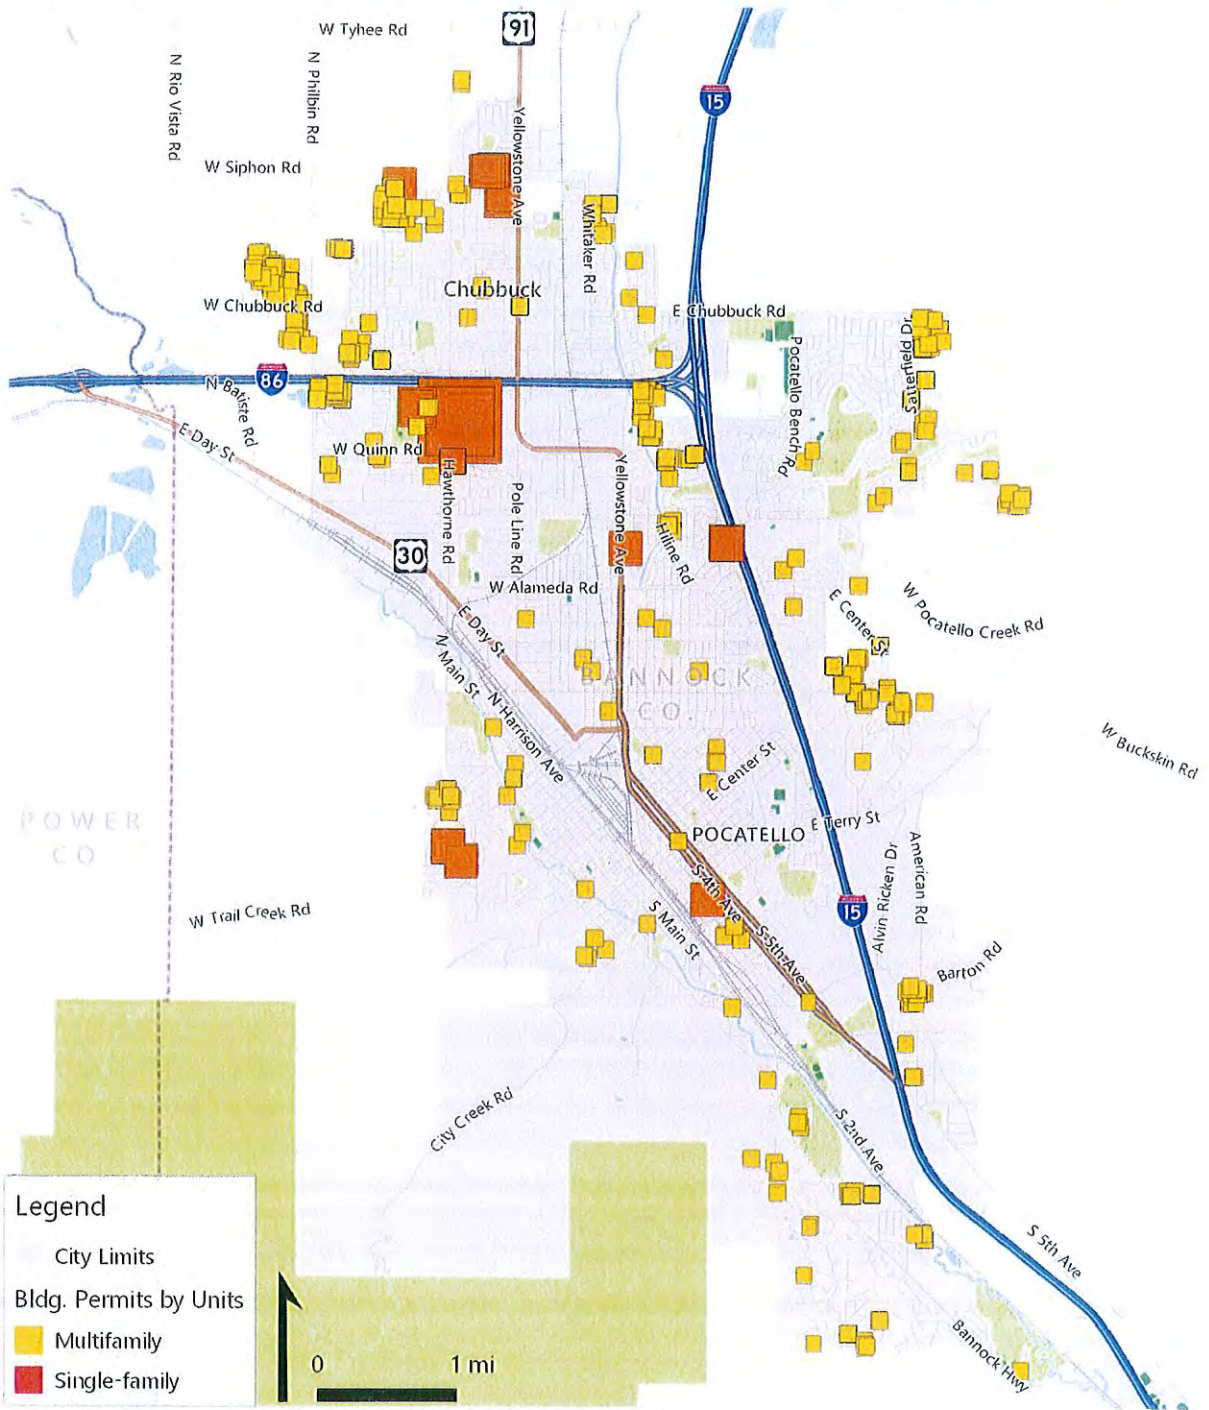 W Tyhee Rd
91
N Rio Vista Rd
N Philbin Rd
Yellowstone Ave
15
W Siphon Rd
Whitaker Rd
Chubbuck
W Chubbuck Rd
E Chubbuck Rd
Satterfield Dr
Pocatello Bench Rd
86
N Batiste Rd
E Day St
W Quinn Rd
Hawthorne Rd
Pole Line Rd
Yellowstone Ave
Hiline Rd
30
W Alameda Rd
E Day St
N Main St
E Center St
W Pocatello Creek Rd
BANNOCK
CO.
N Harrison Ave
W Buckskin Rd
E Center St
POWER
CO
POCATELLO
E Terry St
American Rd
Alvin Ricken Dr
S 4th Ave
W Trail Creek Rd
S Main St
15
S 5th Ave
Barton Rd
City Creek Rd
S 2nd Ave
Legend
City Limits
Bldg. Permits by Units
Multifamily
Single-family
0 1 mi
S 5th Ave
Bannock Hwy